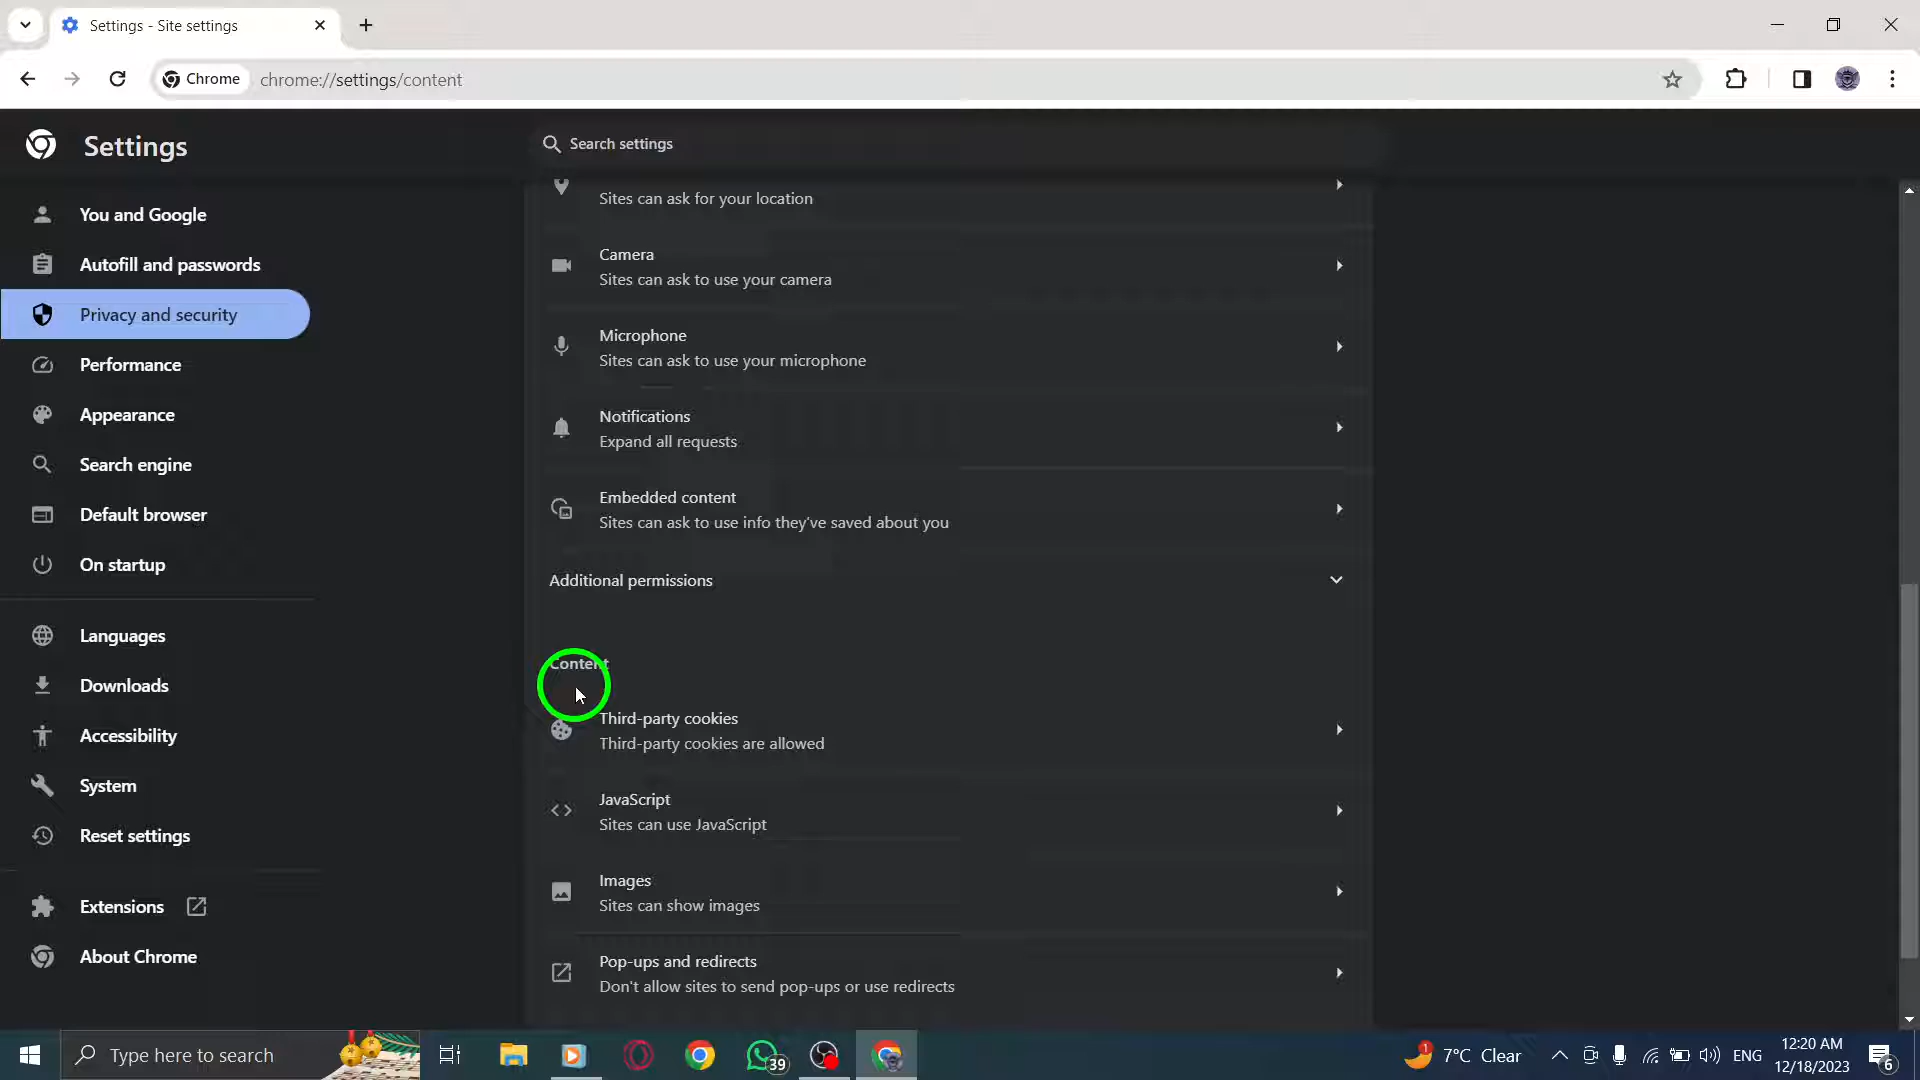 Settings - Site settings
Chrome
chrome://settings/content
Settings
Search settings
You and Google
Autofill and passwords
Privacy and security
Performance
Appearance
Search engine
Default browser
On startup
Languages
Downloads
Accessibility
System
Reset settings
Extensions
About Chrome
Sites can ask for your location
Camera
Sites can ask to use your camera
Microphone
Sites can ask to use your microphone
Notifications
Expand all requests
Embedded content
Sites can ask to use info they've saved about you
Additional permissions
Content
Third-party cookies
Third-party cookies are allowed
JavaScript
Sites can use JavaScript
Images
Sites can show images
Pop-ups and redirects
Don't allow sites to send pop-ups or use redirects
Type here to search
39
1
7°C Clear
ENG
12:20 AM
12/18/2023
6